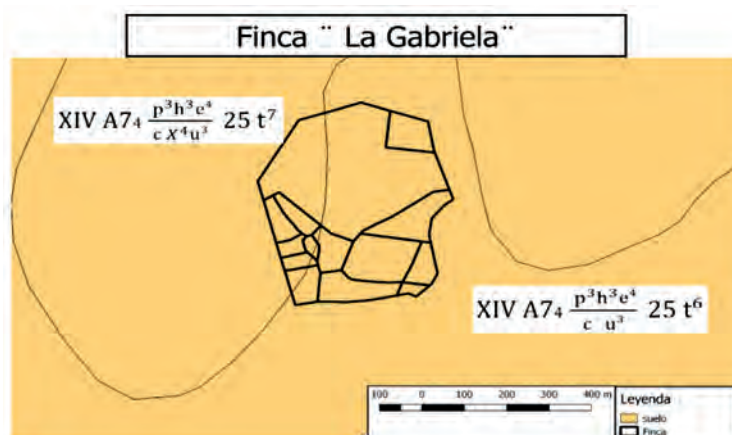 Finca ¨ La Gabriela¨
XIV A7₄ p³h³e⁴/c X⁴u³ 25 t⁷
XIV A7₄ p³h³e⁴/c u³ 25 t⁶
100 0 100 200 300 400 m
Leyenda
suelo
Finca